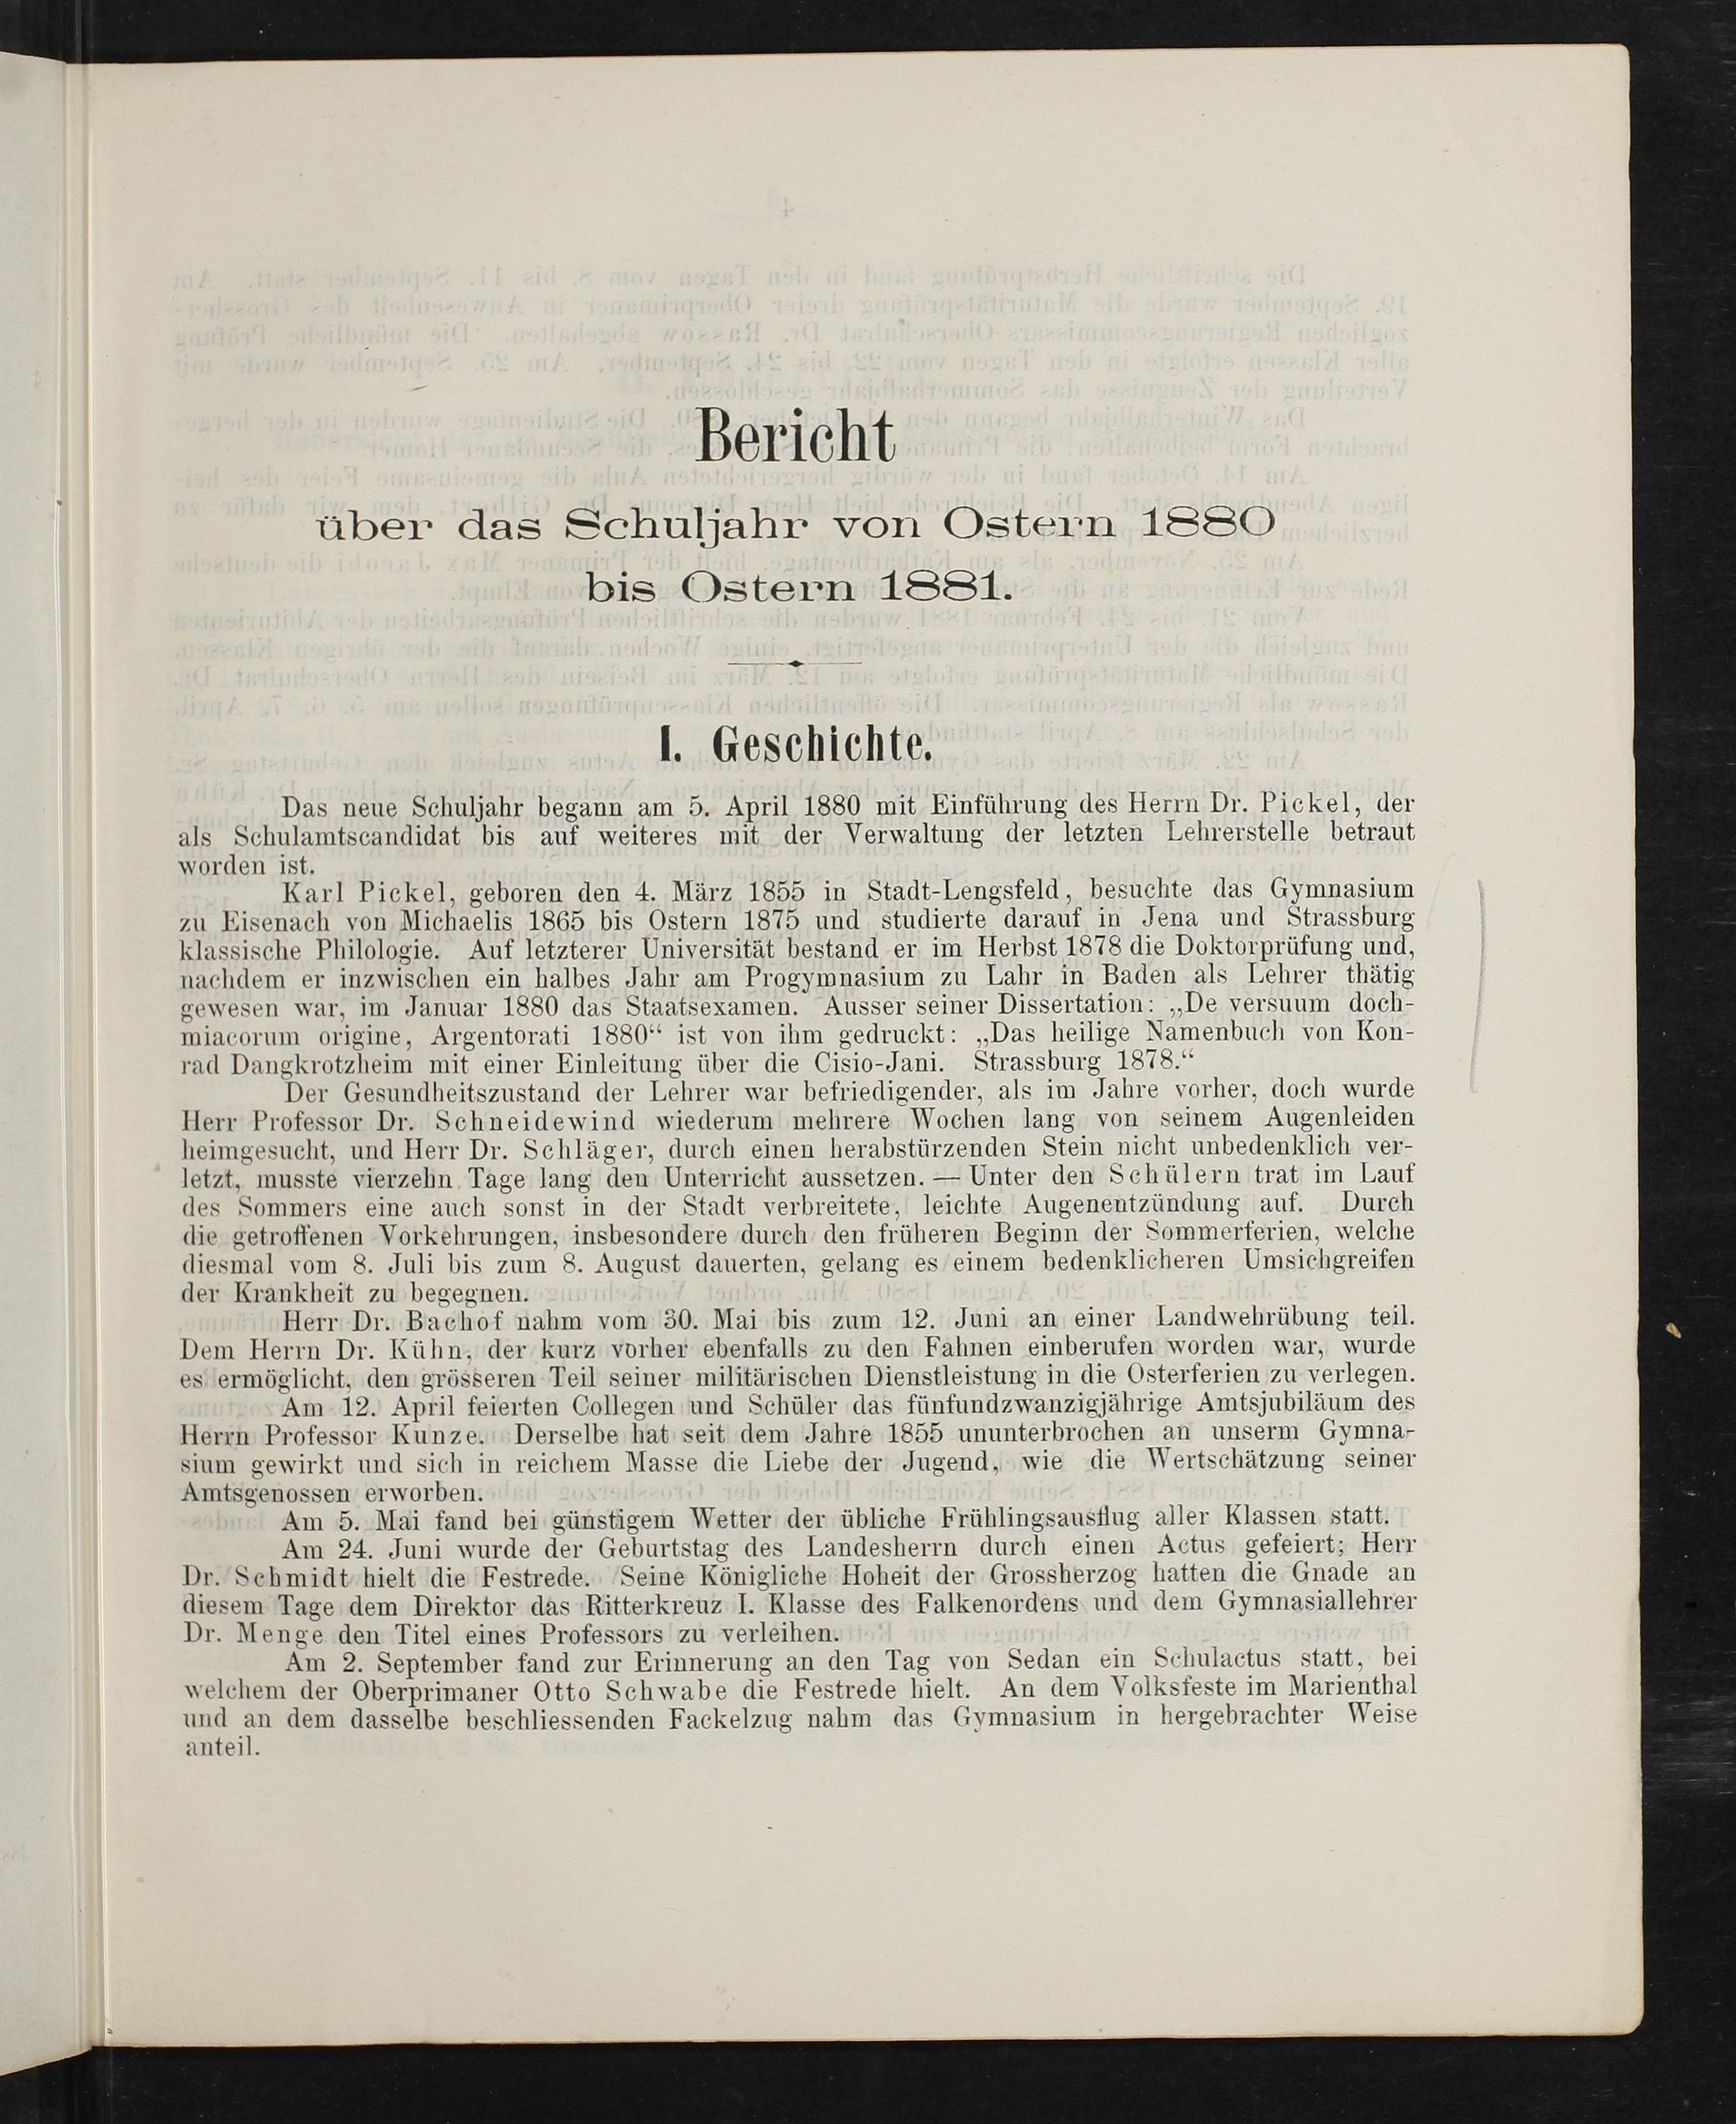 Bericht
über das Schuljahr von Ostern 1880
bis Ostern 1881.
I. Geschichte.
Das neue Schuljahr begann am 5. April 1880 mit Einführung des Herrn Dr. Pickel, der
als Schulamtscandidat bis auf weiteres mit der Verwaltung der letzten Lehrerstelle betraut
worden ist.
Karl Pickel, geboren den 4. März 1855 in Stadt-Lengsfeld, besuchte das Gymnasium
zu Eisenach von Michaelis 1865 bis Ostern 1875 und studierte darauf in Jena und Strassburg
klassische Philologie. Auf letzterer Universität bestand er im Herbst 1878 die Doktorprüfung und,
nachdem er inzwischen ein halbes Jahr am Progymnasium zu Lahr in Baden als Lehrer thätig
gewesen war, im Januar 1880 das Staatsexamen. Ausser seiner Dissertation: „De versuum doch-
miacorum origine, Argentorati 1880“ ist von ihm gedruckt: „Das heilige Namenbuch von Kon-
rad Dangkrotzheim mit einer Einleitung über die Cisio-Jani. Strassburg 1878.“
Der Gesundheitszustand der Lehrer war befriedigender, als im Jahre vorher, doch wurde
Herr Professor Dr. Schneidewind wiederum mehrere Wochen lang von seinem Augenleiden
heimgesucht, und Herr Dr. Schläger, durch einen herabstürzenden Stein nicht unbedenklich ver-
letzt, musste vierzehn Tage lang den Unterricht aussetzen. — Unter den Schülern trat im Lauf
des Sommers eine auch sonst in der Stadt verbreitete, leichte Augenentzündung auf. Durch
die getroffenen Vorkehrungen, insbesondere durch den früheren Beginn der Sommerferien, welche
diesmal vom 8. Juli bis zum 8. August dauerten, gelang es einem bedenklicheren Umsichgreifen
der Krankheit zu begegnen.
Herr Dr. Bachof nahm vom 30. Mai bis zum 12. Juni an einer Landwehrübung teil.
Dem Herrn Dr. Kühn, der kurz vorher ebenfalls zu den Fahnen einberufen worden war, wurde
es ermöglicht, den grösseren Teil seiner militärischen Dienstleistung in die Osterferien zu verlegen.
Am 12. April feierten Collegen und Schüler das fünfundzwanzigjährige Amtsjubiläum des
Herrn Professor Kunze. Derselbe hat seit dem Jahre 1855 ununterbrochen an unserm Gymna-
sium gewirkt und sich in reichem Masse die Liebe der Jugend, wie die Wertschätzung seiner
Amtsgenossen erworben.
Am 5. Mai fand bei günstigem Wetter der übliche Frühlingsausflug aller Klassen statt.
Am 24. Juni wurde der Geburtstag des Landesherrn durch einen Actus gefeiert; Herr
Dr. Schmidt hielt die Festrede. Seine Königliche Hoheit der Grossherzog hatten die Gnade an
diesem Tage dem Direktor das Ritterkreuz I. Klasse des Falkenordens und dem Gymnasiallehrer
Dr. Menge den Titel eines Professors zu verleihen.
Am 2. September fand zur Erinnerung an den Tag von Sedan ein Schulactus statt, bei
welchem der Oberprimaner Otto Schwabe die Festrede hielt. An dem Volksfeste im Marienthal
und an dem dasselbe beschliessenden Fackelzug nahm das Gymnasium in hergebrachter Weise
anteil.